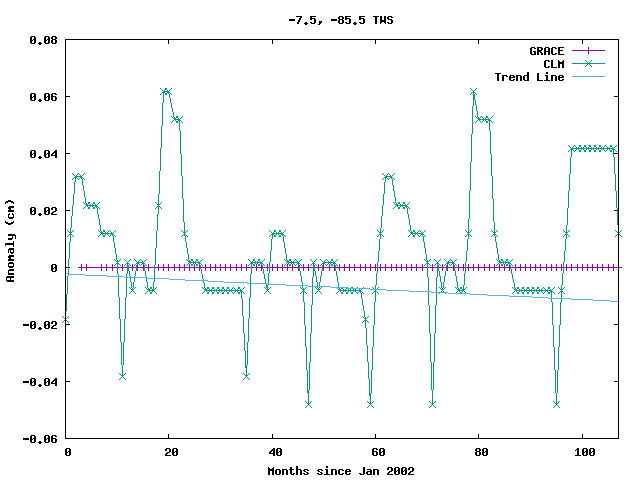 -7.5, -85.5 TWS
GRACE
CLM
Trend Line
0.08
0.06
0.04
0.02
0
-0.02
-0.04
-0.06
Anomaly (cm)
0 20 40 60 80 100
Months since Jan 2002